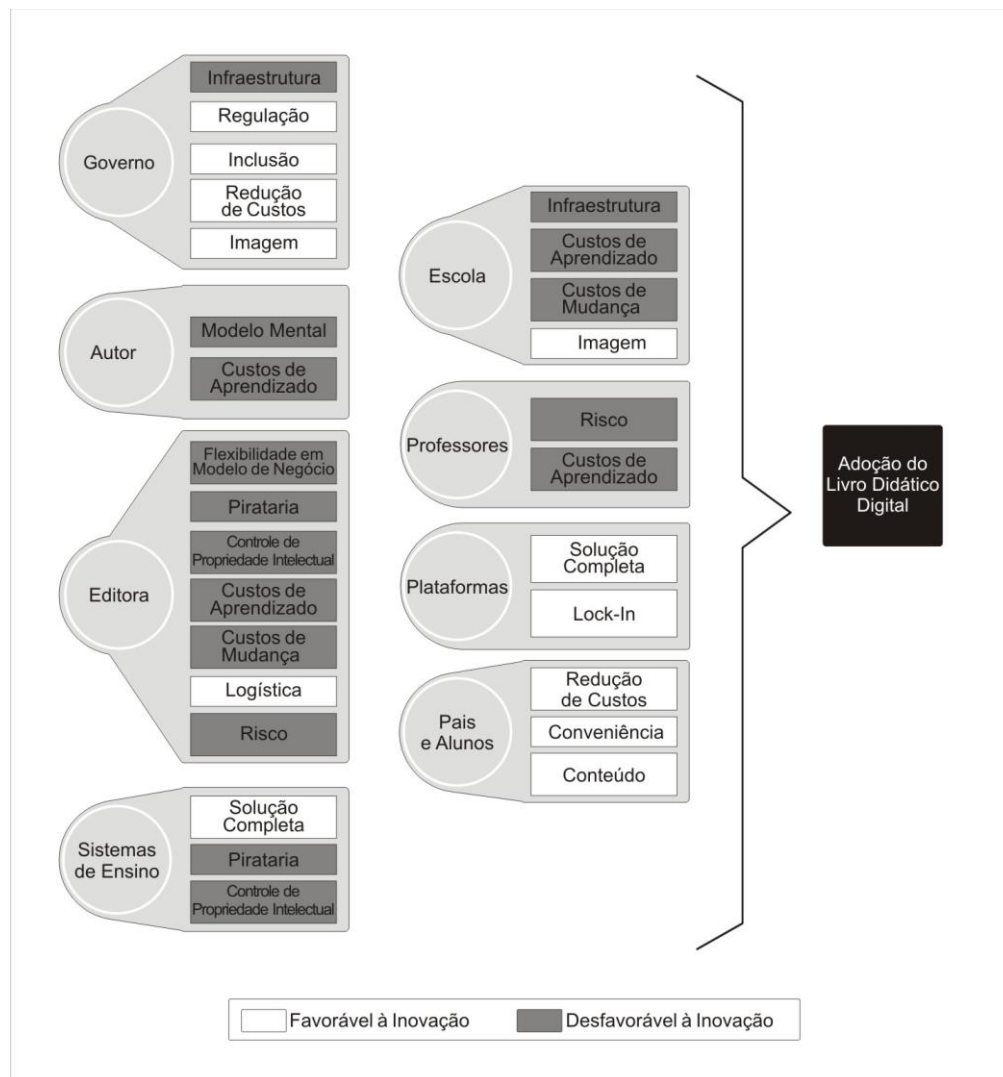 Governo
Infraestrutura
Regulação
Inclusão
Redução
de Custos
Imagem
Autor
Modelo Mental
Custos de
Aprendizado
Editora
Flexibilidade em
Modelo de Negócio
Pirataria
Controle de
Propriedade Intelectual
Custos de
Aprendizado
Custos de
Mudança
Logística
Risco
Sistemas
de Ensino
Solução
Completa
Pirataria
Controle de
Propriedade Intelectual
Escola
Infraestrutura
Custos de
Aprendizado
Custos de
Mudança
Imagem
Professores
Risco
Custos de
Aprendizado
Plataformas
Solução
Completa
Lock-In
Pais
e Alunos
Redução
de Custos
Conveniência
Conteúdo
Adoção do
Livro Didático
Digital
Favorável à Inovação
Desfavorável à Inovação